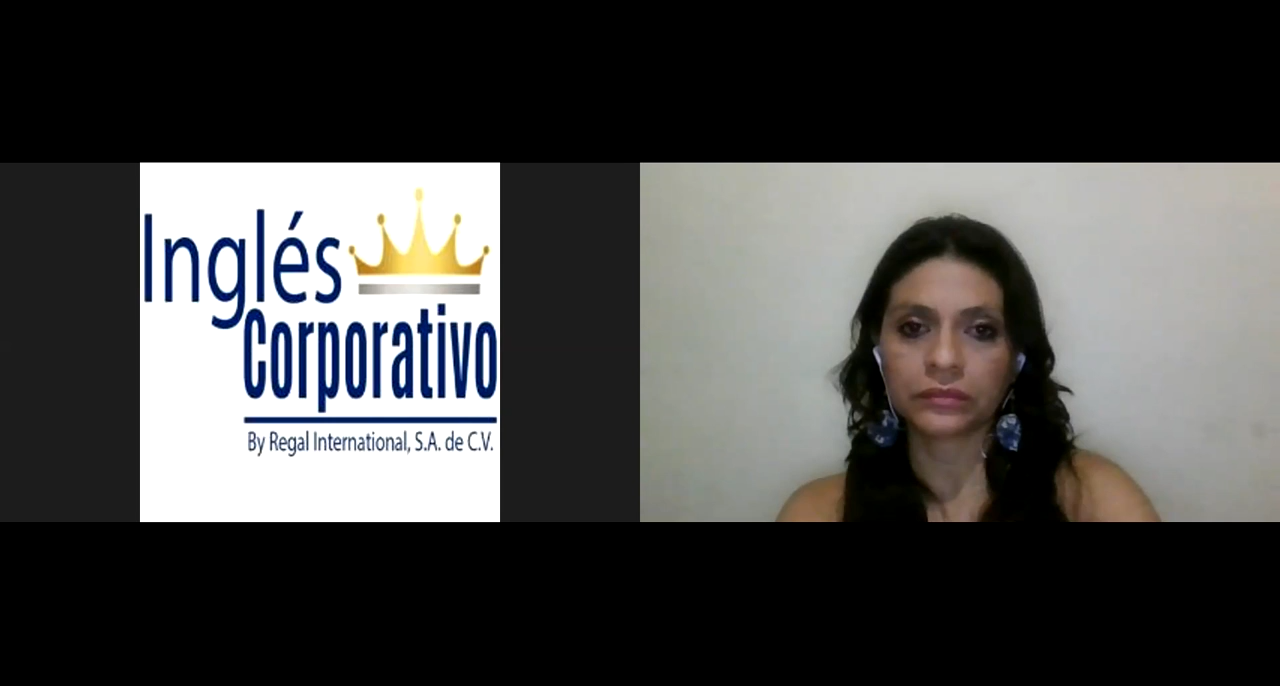 Inglés
Corporativo
By Regal International, S.A. de C.V.